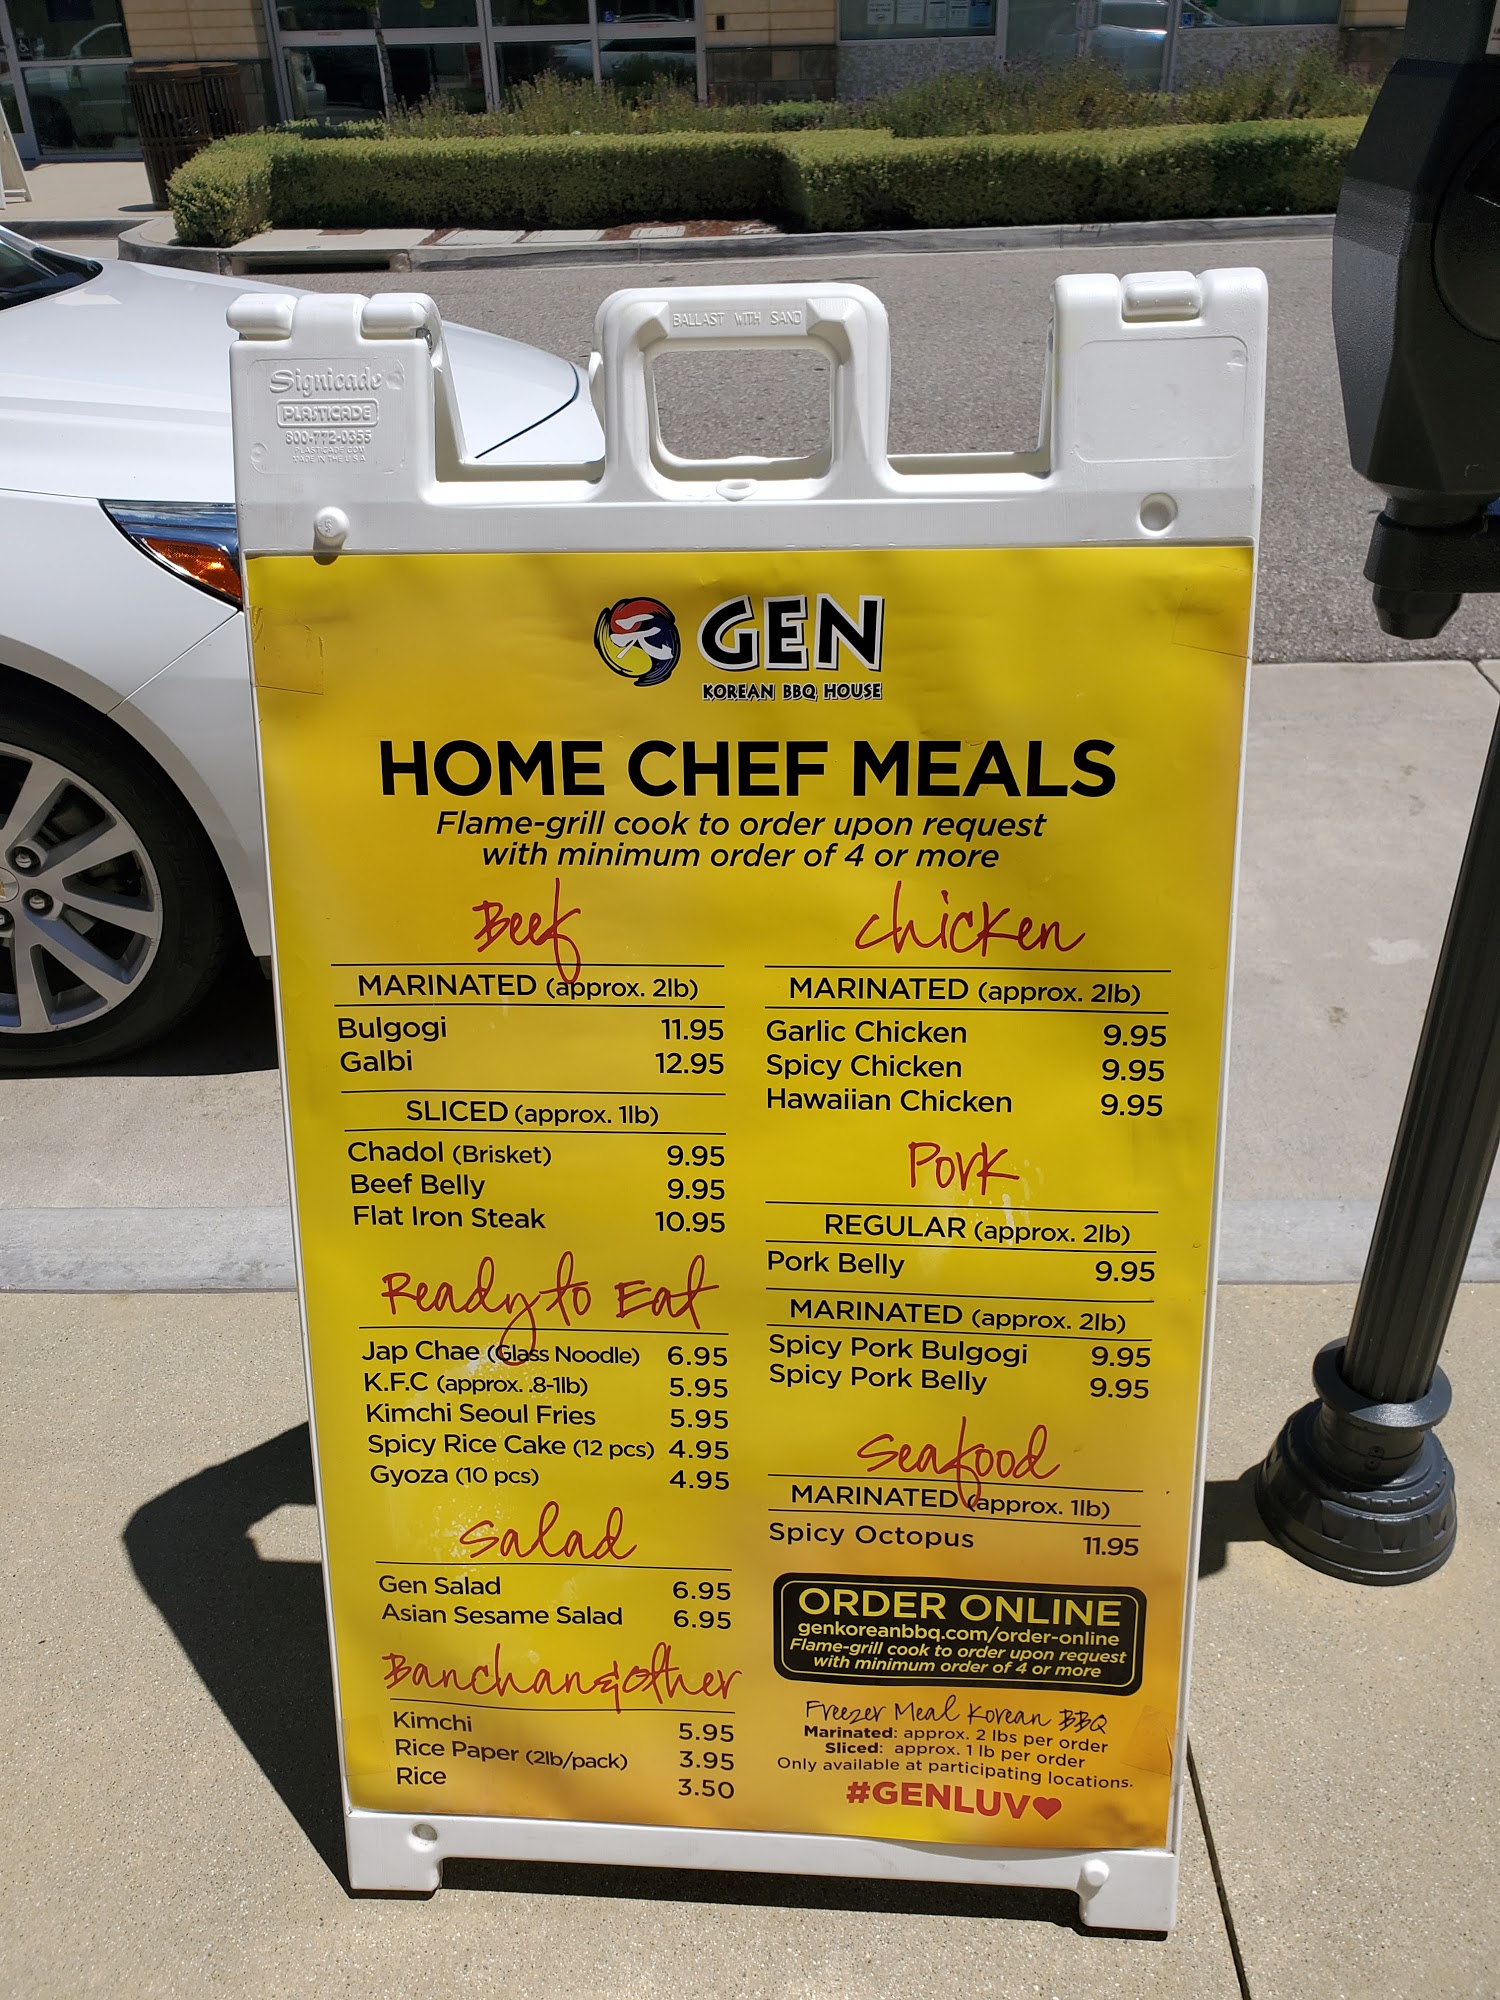 BALLAST WITH SAND
Signicade
PLASTICADE
800-772-0355
PLASTICADE.COM
MADE IN THE U.S.A
GEN
KOREAN BBQ HOUSE
HOME CHEF MEALS
Flame-grill cook to order upon request
with minimum order of 4 or more
Beef
MARINATED (approx. 2lb)
Bulgogi 11.95
Galbi 12.95
SLICED (approx. 1lb)
Chadol (Brisket) 9.95
Beef Belly 9.95
Flat Iron Steak 10.95
Ready to Eat
Jap Chae (Glass Noodle) 6.95
K.F.C (approx. .8-1lb) 5.95
Kimchi Seoul Fries 5.95
Spicy Rice Cake (12 pcs) 4.95
Gyoza (10 pcs) 4.95
Salad
Gen Salad 6.95
Asian Sesame Salad 6.95
Banchan & other
Kimchi 5.95
Rice Paper (2lb/pack) 3.95
Rice 3.50
Chicken
MARINATED (approx. 2lb)
Garlic Chicken 9.95
Spicy Chicken 9.95
Hawaiian Chicken 9.95
Pork
REGULAR (approx. 2lb)
Pork Belly 9.95
MARINATED (approx. 2lb)
Spicy Pork Bulgogi 9.95
Spicy Pork Belly 9.95
Seafood
MARINATED (approx. 1lb)
Spicy Octopus 11.95
ORDER ONLINE
genkoreanbbq.com/order-online
Flame-grill cook to order upon request
with minimum order of 4 or more
Freezer Meal Korean BBQ
Marinated: approx. 2 lbs per order
Sliced: approx. 1 lb per order
Only available at participating locations.
#GENLUV♥